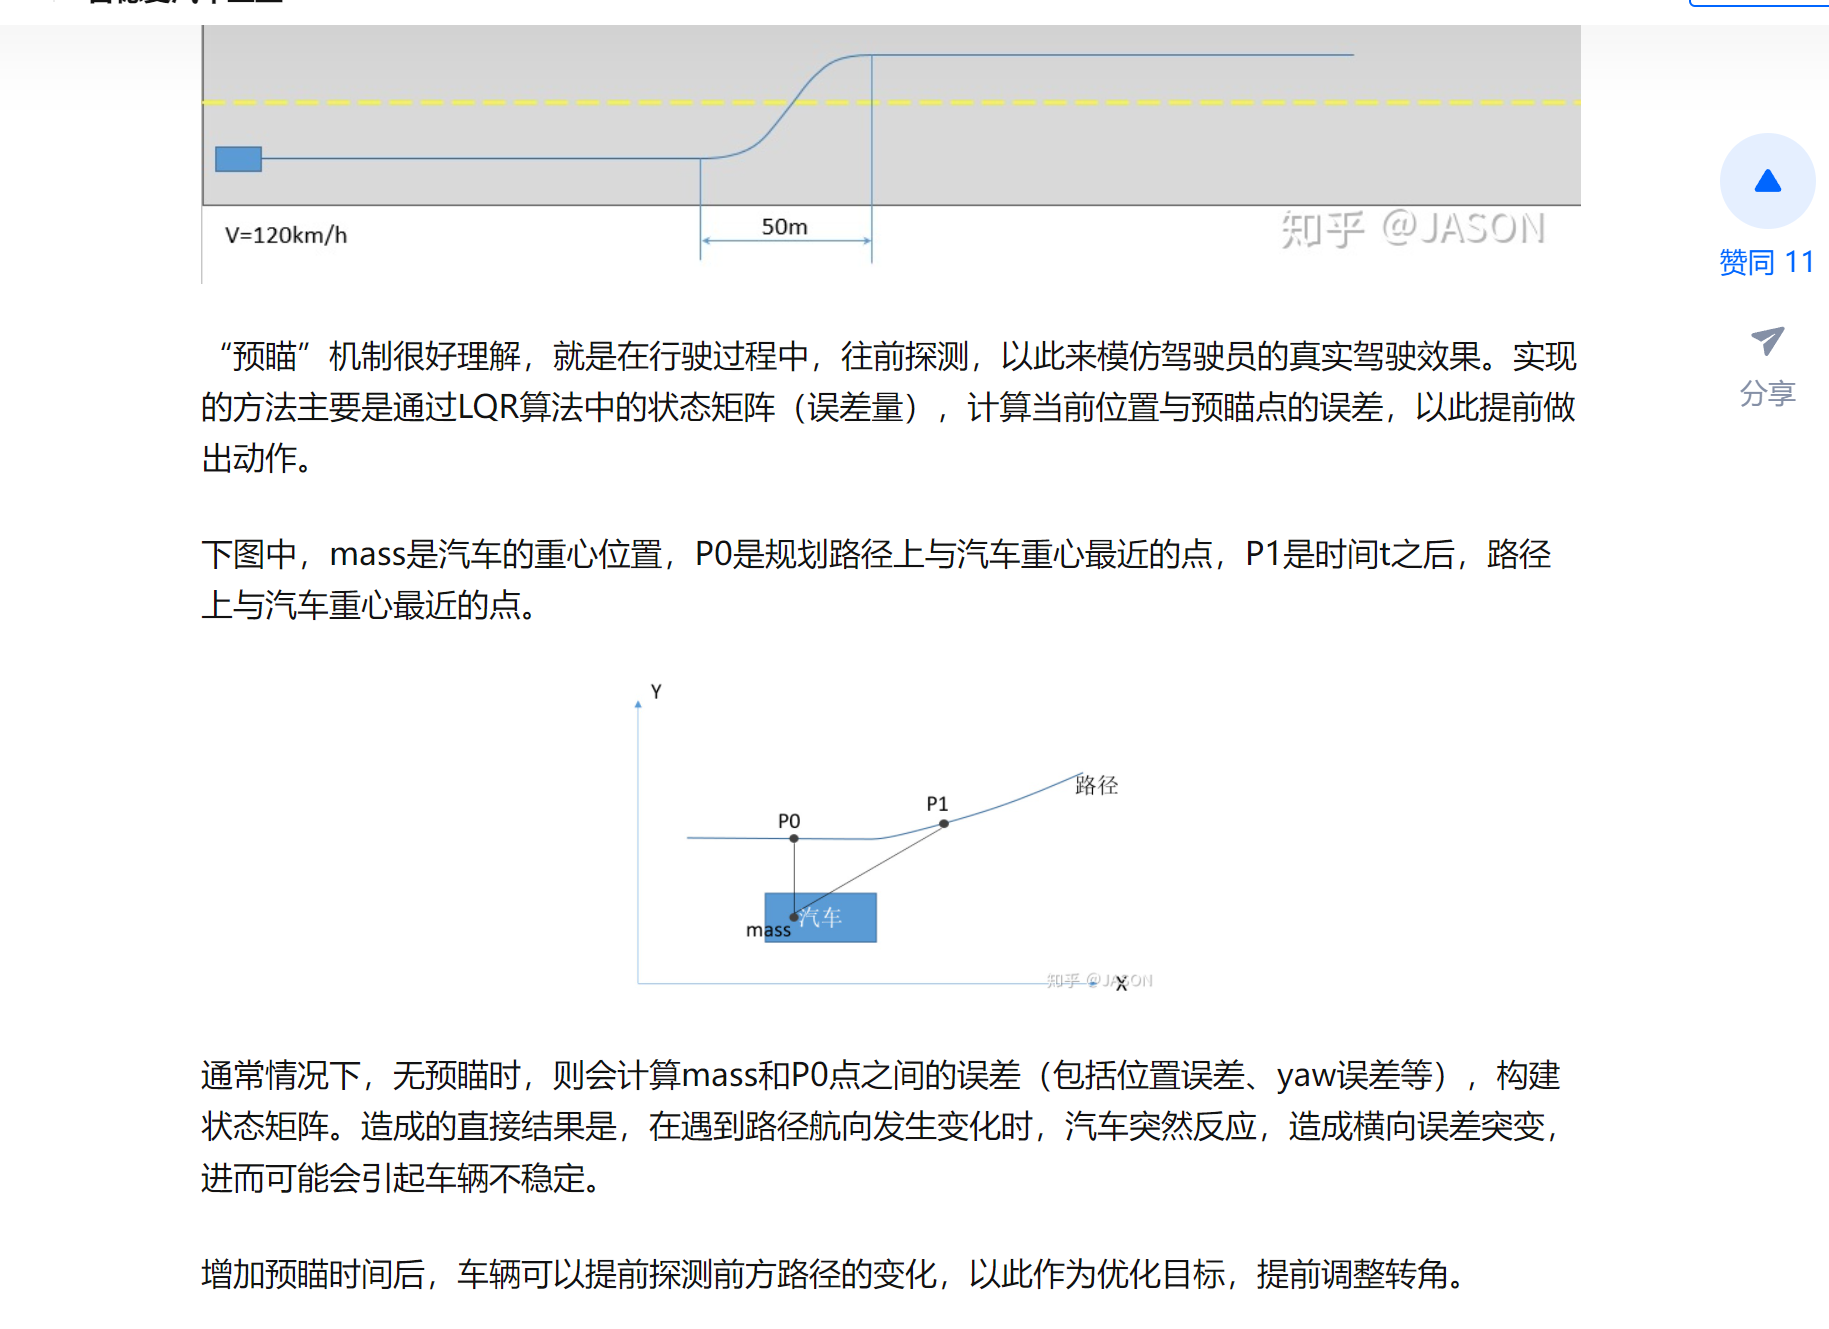 V=120km/h
50m
知乎 @JASON
赞同 11
分享
“预瞄”机制很好理解，就是在行驶过程中，往前探测，以此来模仿驾驶员的真实驾驶效果。实现
的方法主要是通过LQR算法中的状态矩阵（误差量），计算当前位置与预瞄点的误差，以此提前做
出动作。
下图中，mass是汽车的重心位置，P0是规划路径上与汽车重心最近的点，P1是时间t之后，路径
上与汽车重心最近的点。
Y
路径
P1
P0
汽车
mass
知乎 @JASON
X
通常情况下，无预瞄时，则会计算mass和P0点之间的误差（包括位置误差、yaw误差等），构建
状态矩阵。造成的直接结果是，在遇到路径航向发生变化时，汽车突然反应，造成横向误差突变，
进而可能会引起车辆不稳定。
增加预瞄时间后，车辆可以提前探测前方路径的变化，以此作为优化目标，提前调整转角。